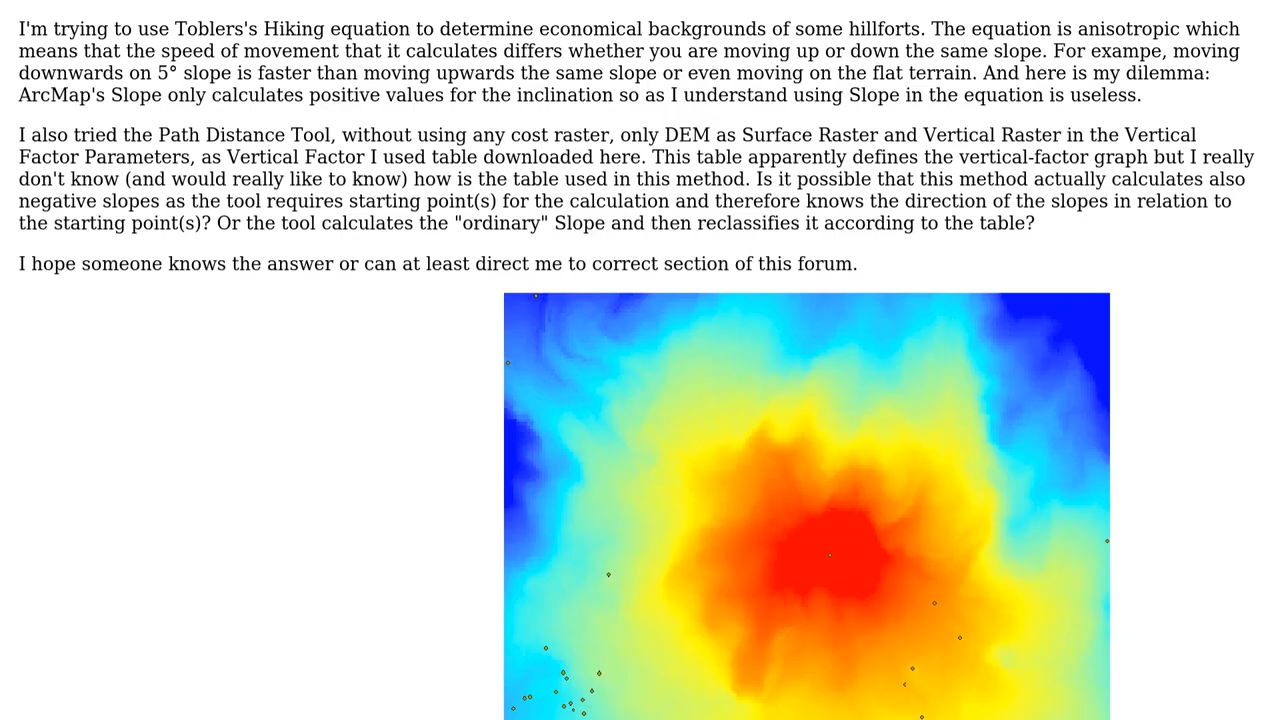 I'm trying to use Toblers's Hiking equation to determine economical backgrounds of some hillforts. The equation is anisotropic which
means that the speed of movement that it calculates differs whether you are moving up or down the same slope. For exampe, moving
downwards on 5° slope is faster than moving upwards the same slope or even moving on the flat terrain. And here is my dilemma:
ArcMap's Slope only calculates positive values for the inclination so as I understand using Slope in the equation is useless.
I also tried the Path Distance Tool, without using any cost raster, only DEM as Surface Raster and Vertical Raster in the Vertical
Factor Parameters, as Vertical Factor I used table downloaded here. This table apparently defines the vertical-factor graph but I really
don't know (and would really like to know) how is the table used in this method. Is it possible that this method actually calculates also
negative slopes as the tool requires starting point(s) for the calculation and therefore knows the direction of the slopes in relation to
the starting point(s)? Or the tool calculates the "ordinary" Slope and then reclassifies it according to the table?
I hope someone knows the answer or can at least direct me to correct section of this forum.